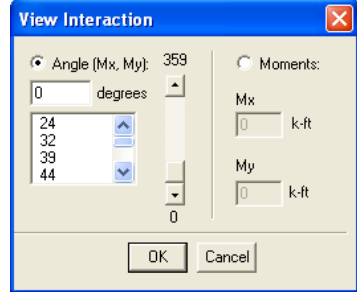 View Interaction
Angle (Mx, My): 359
0 degrees
24
32
39
44
0
Moments:
Mx
0 k-ft
My
0 k-ft
OK Cancel